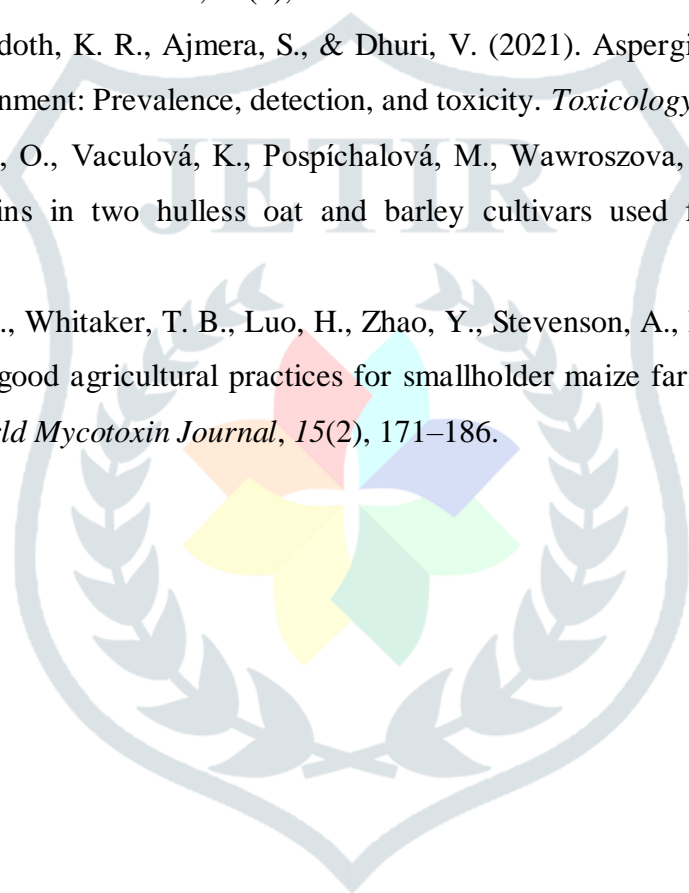 doth, K. R., Ajmera, S., & Dhuri, V. (2021). Aspergi
nment: Prevalence, detection, and toxicity. Toxicology
, O., Vaculová, K., Pospíchalová, M., Wawroszova,
JETIR
ins in two hulless oat and barley cultivars used
., Whitaker, T. B., Luo, H., Zhao, Y., Stevenson, A.,
good agricultural practices for smallholder maize far
ld Mycotoxin Journal, 15(2), 171–186.